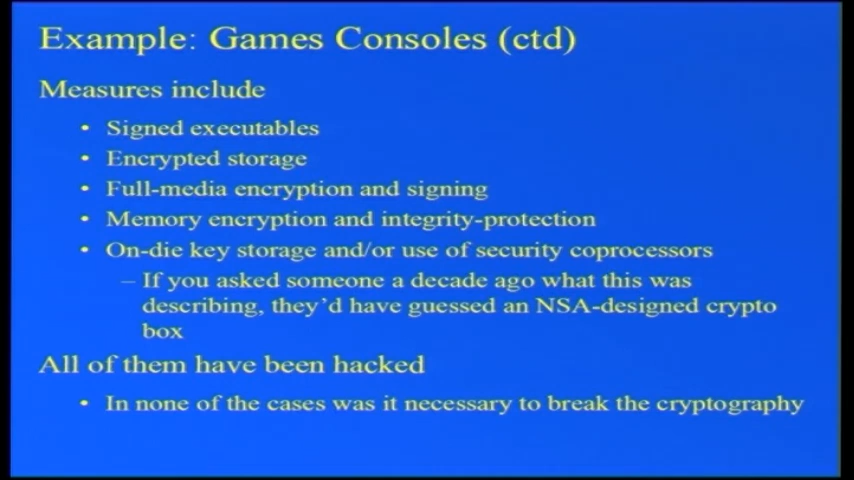 Example: Games Consoles (ctd)
Measures include
• Signed executables
• Encrypted storage
• Full-media encryption and signing
• Memory encryption and integrity-protection
• On-die key storage and/or use of security coprocessors
– If you asked someone a decade ago what this was
describing, they'd have guessed an NSA-designed crypto
box
All of them have been hacked
• In none of the cases was it necessary to break the cryptography